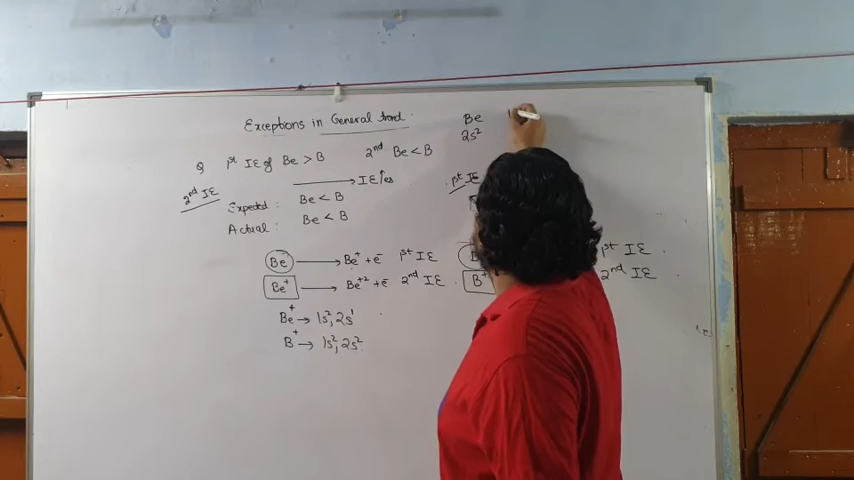 Exceptions in General trend
Be
2s²
Q 1st IE of Be > B 2nd Be < B
2nd IE
⟶ IE↑es
1st IE
Expected : Be < B
Actual : Be < B
Be ⟶ Be⁺ + e⁻ 1st IE
1st IE
Be⁺ ⟶ Be⁺² + e⁻ 2nd IE
B⁺
2nd IE
Be⁺ → 1s², 2s¹
B⁺ → 1s², 2s²